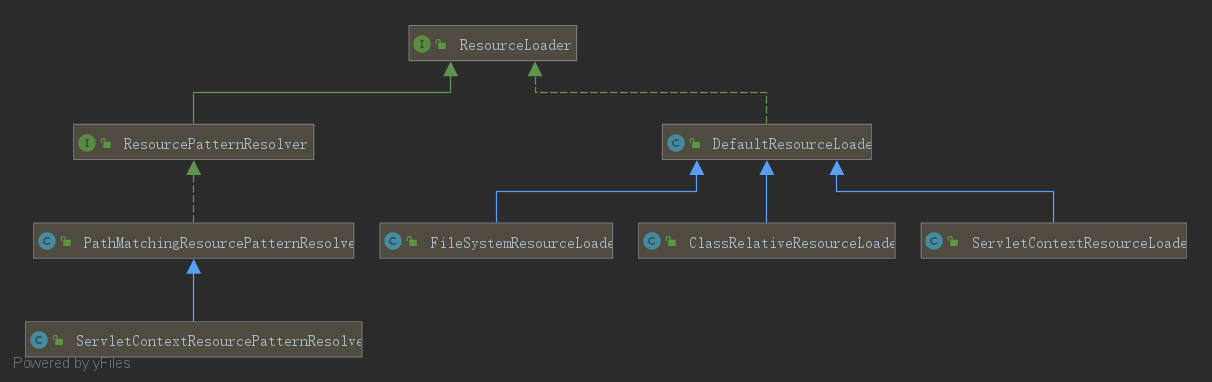 I ResourceLoader
I ResourcePatternResolver
C DefaultResourceLoade
C PathMatchingResourcePatternResolve
C FileSystemResourceLoade
C ClassRelativeResourceLoade
C ServletContextResourceLoade
C ServletContextResourcePatternResolve
Powered by yFiles